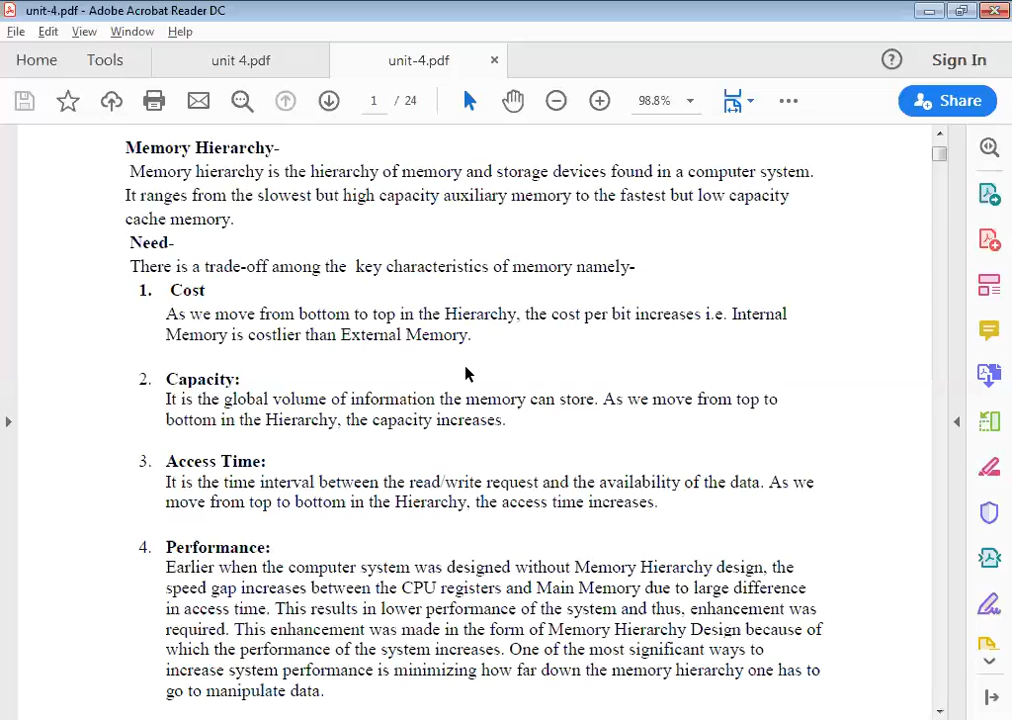 unit-4.pdf - Adobe Acrobat Reader DC
File Edit View Window Help
Home Tools unit 4.pdf unit-4.pdf × ? Sign In
1 / 24 98.8% Share
Memory Hierarchy-
Memory hierarchy is the hierarchy of memory and storage devices found in a computer system.
It ranges from the slowest but high capacity auxiliary memory to the fastest but low capacity
cache memory.
Need-
There is a trade-off among the key characteristics of memory namely-
1. Cost
As we move from bottom to top in the Hierarchy, the cost per bit increases i.e. Internal
Memory is costlier than External Memory.
2. Capacity:
It is the global volume of information the memory can store. As we move from top to
bottom in the Hierarchy, the capacity increases.
3. Access Time:
It is the time interval between the read/write request and the availability of the data. As we
move from top to bottom in the Hierarchy, the access time increases.
4. Performance:
Earlier when the computer system was designed without Memory Hierarchy design, the
speed gap increases between the CPU registers and Main Memory due to large difference
in access time. This results in lower performance of the system and thus, enhancement was
required. This enhancement was made in the form of Memory Hierarchy Design because of
which the performance of the system increases. One of the most significant ways to
increase system performance is minimizing how far down the memory hierarchy one has to
go to manipulate data.